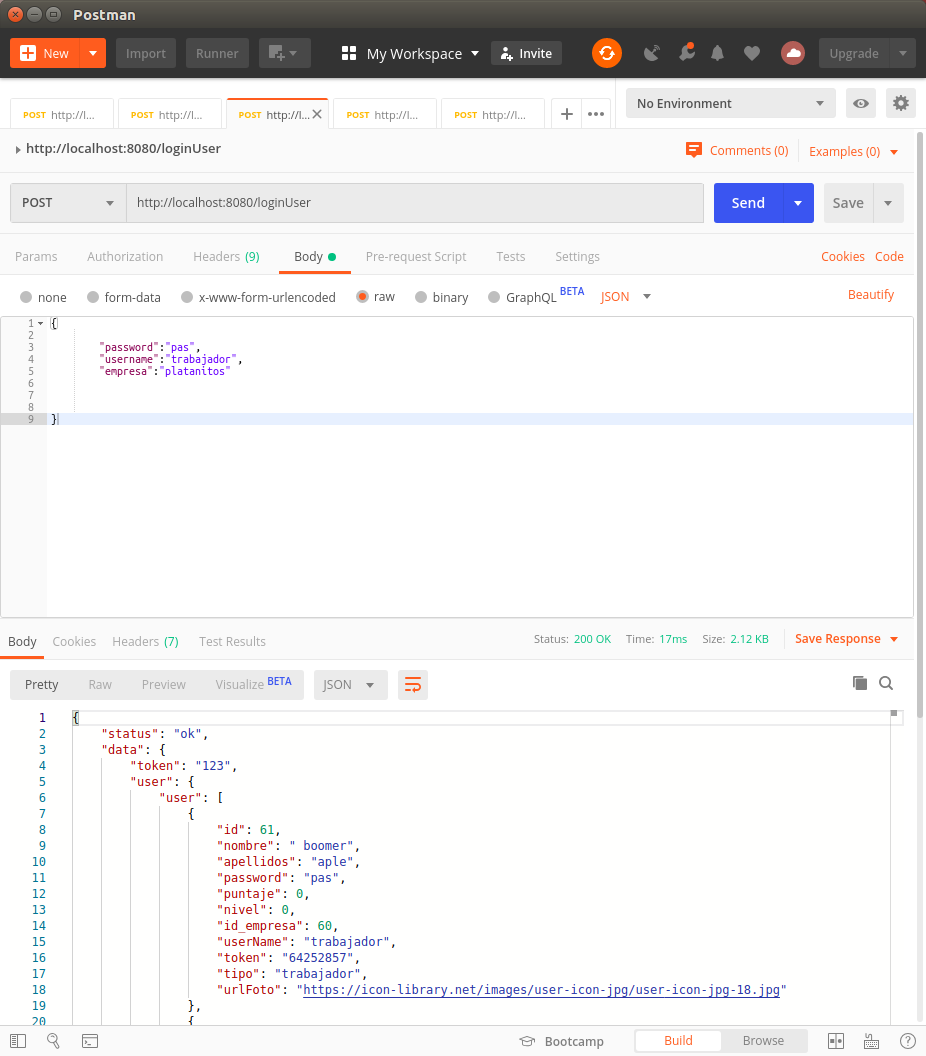 Postman
New Import Runner My Workspace Invite Upgrade
POST http://l... POST http://l... POST http://l... POST http://l... POST http://l... No Environment
http://localhost:8080/loginUser Comments (0) Examples (0)
POST http://localhost:8080/loginUser Send Save
Params Authorization Headers (9) Body Pre-request Script Tests Settings Cookies Code
none form-data x-www-form-urlencoded raw binary GraphQL BETA JSON Beautify
1 {
2
3 "password":"pas",
4 "username":"trabajador",
5 "empresa":"platanitos"
6
7
8
9 }
Body Cookies Headers (7) Test Results Status: 200 OK Time: 17ms Size: 2.12 KB Save Response
Pretty Raw Preview Visualize BETA JSON
1 {
2 "status": "ok",
3 "data": {
4 "token": "123",
5 "user": {
6 "user": [
7 {
8 "id": 61,
9 "nombre": " boomer",
10 "apellidos": "aple",
11 "password": "pas",
12 "puntaje": 0,
13 "nivel": 0,
14 "id_empresa": 60,
15 "userName": "trabajador",
16 "token": "64252857",
17 "tipo": "trabajador",
18 "urlFoto": "https://icon-library.net/images/user-icon-jpg/user-icon-jpg-18.jpg"
19 },
20 {
Bootcamp Build Browse